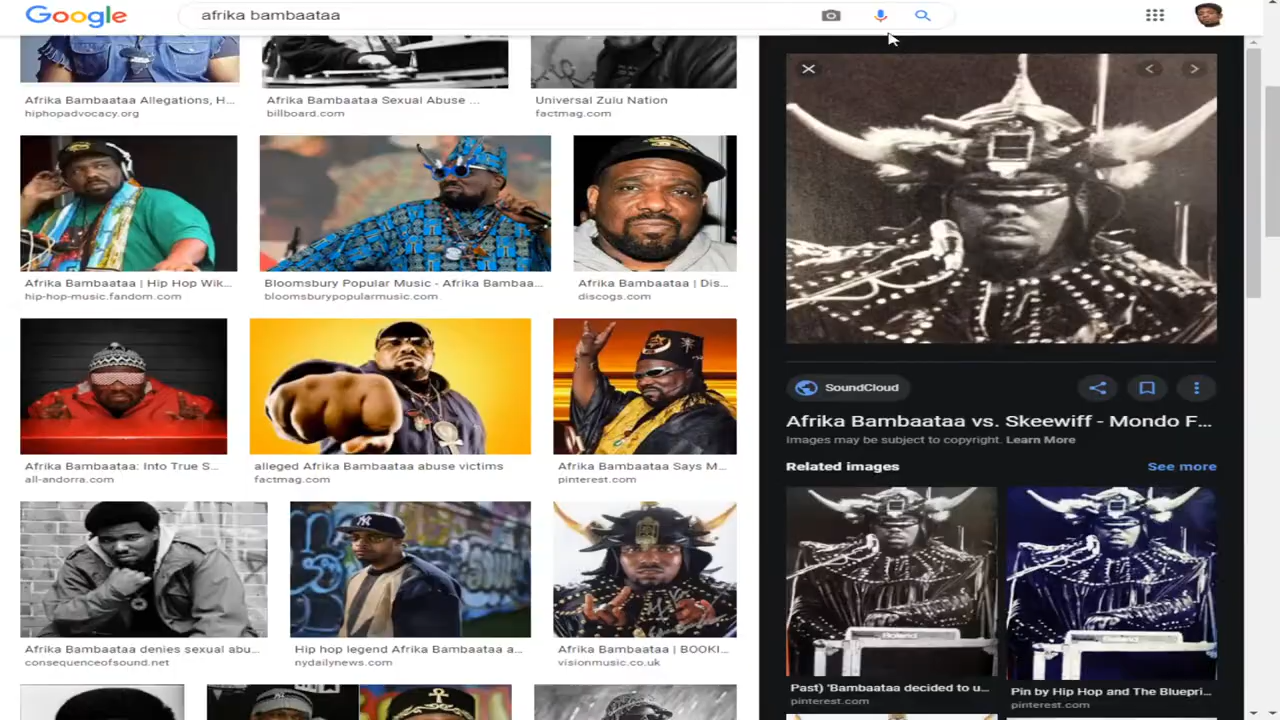 Google
afrika bambaataa
Afrika Bambaataa Allegations, H...
hiphopadvocacy.org
Afrika Bambaataa Sexual Abuse ...
billboard.com
Universal Zulu Nation
factmag.com
Afrika Bambaataa | Hip Hop Wik...
hip-hop-music.fandom.com
Bloomsbury Popular Music - Afrika Bambaa...
bloomsburypopularmusic.com
Afrika Bambaataa | Dis...
discogs.com
Afrika Bambaataa: Into True S...
all-andorra.com
alleged Afrika Bambaataa abuse victims
factmag.com
Afrika Bambaataa Says M...
pinterest.com
Afrika Bambaataa denies sexual abu...
consequenceofsound.net
Hip hop legend Afrika Bambaataa a...
nydailynews.com
Afrika Bambaataa | BOOKI...
visionmusic.co.uk
SoundCloud
Afrika Bambaataa vs. Skeewiff - Mondo F...
Images may be subject to copyright. Learn More
Related images
See more
Roland
Past) 'Bambaataa decided to u...
pinterest.com
Pin by Hip Hop and The Bluepri...
pinterest.com